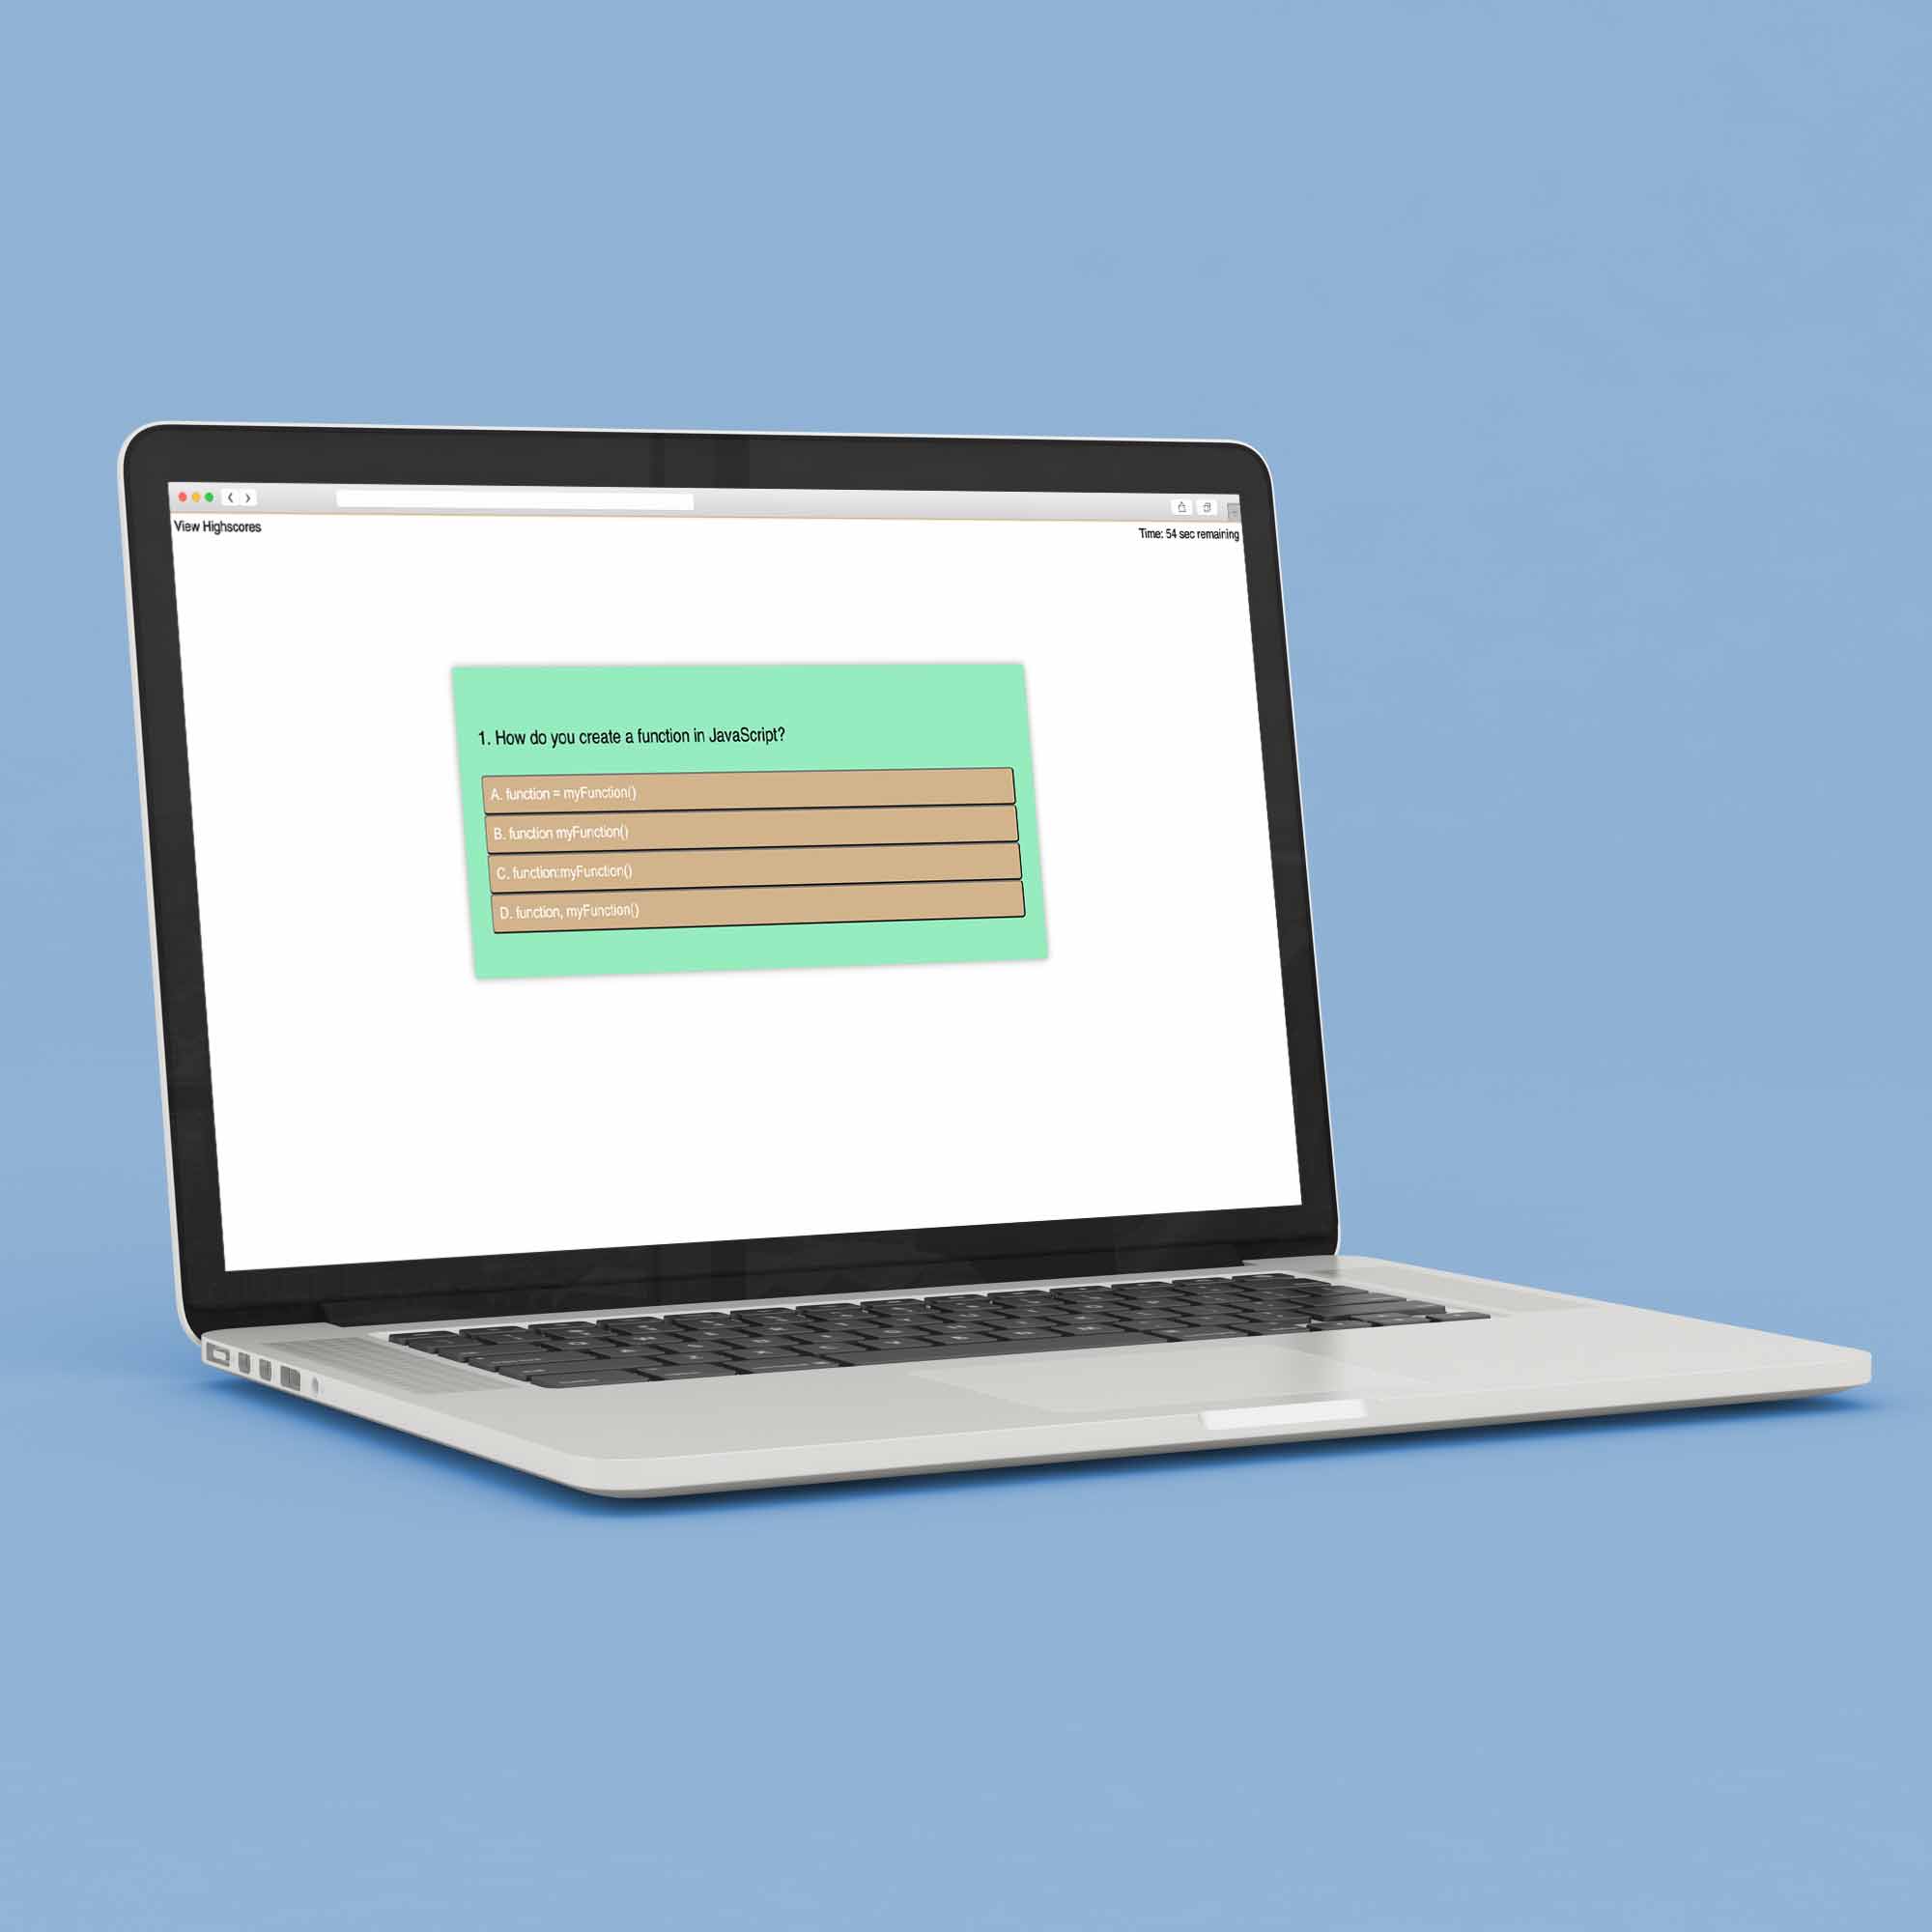 View Highscores
Time: 54 sec remaining
1. How do you create a function in JavaScript?
A. function = myFunction()
B. function myFunction()
C. function:myFunction()
D. function, myFunction()